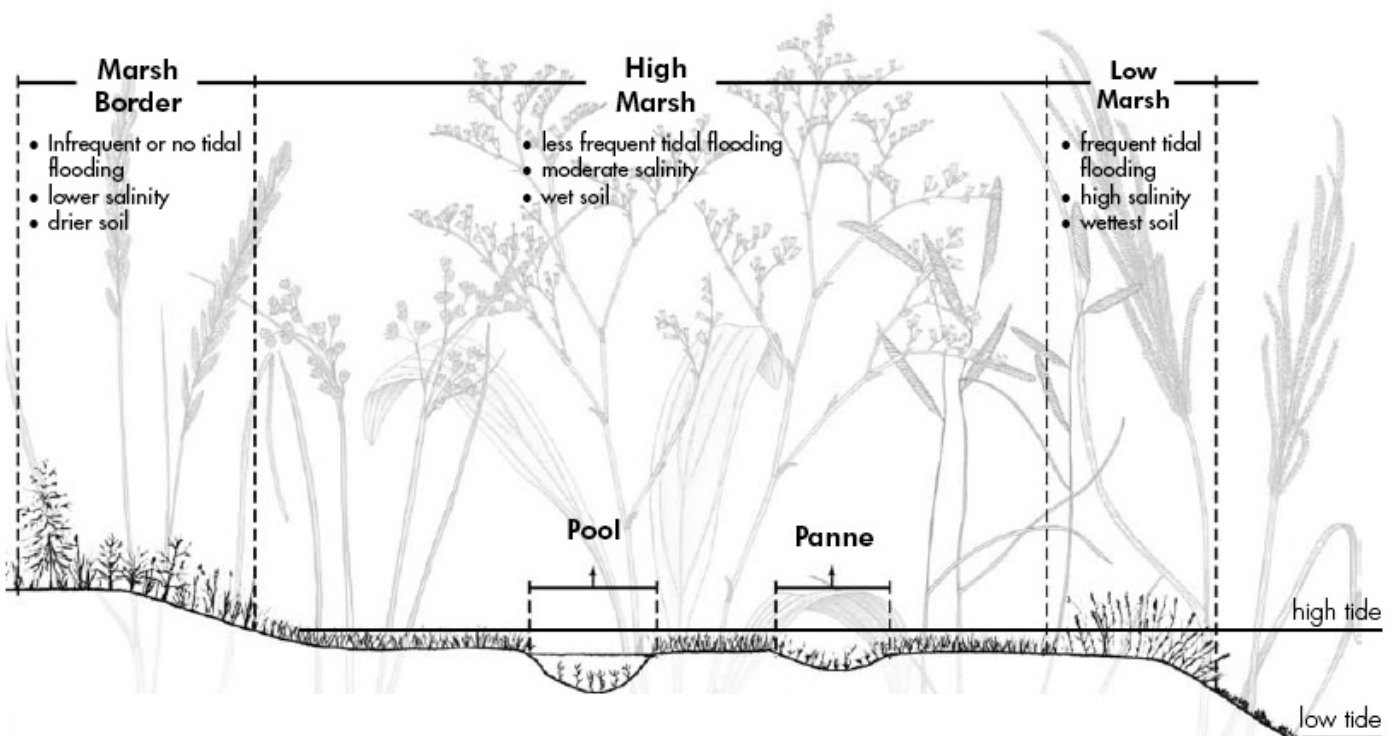 Marsh
Border
• Infrequent or no tidal
flooding
• lower salinity
• drier soil
High
Marsh
• less frequent tidal flooding
• moderate salinity
• wet soil
Low
Marsh
• frequent tidal
flooding
• high salinity
• wettest soil
Pool
Panne
high tide
low tide